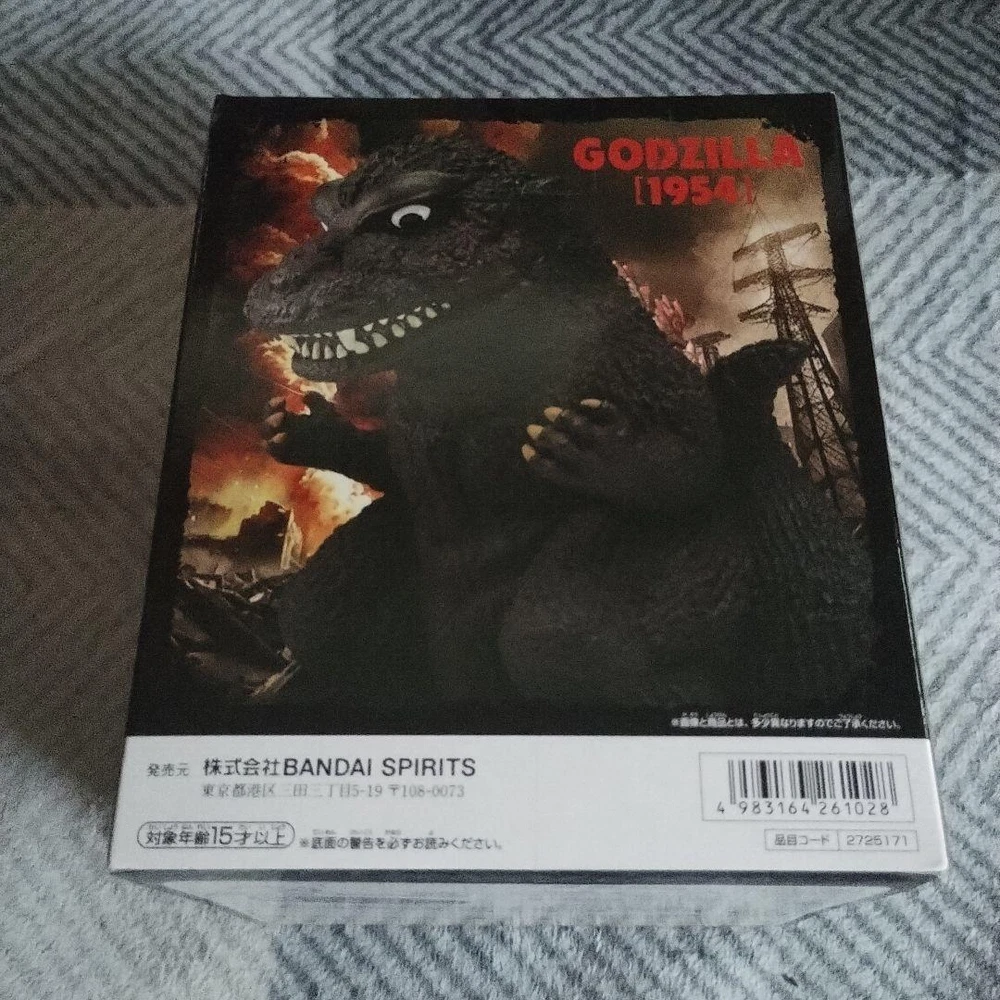 GODZILLA
[1954]
※画像と商品とは、多少異なりますのでご了承ください。
発売元 株式会社BANDAI SPIRITS
東京都港区三田三丁目5-19 〒108-0073
4 983164 261028
対象年齢15才以上 ※底面の警告を必ずお読みください。
品目コード 2725171